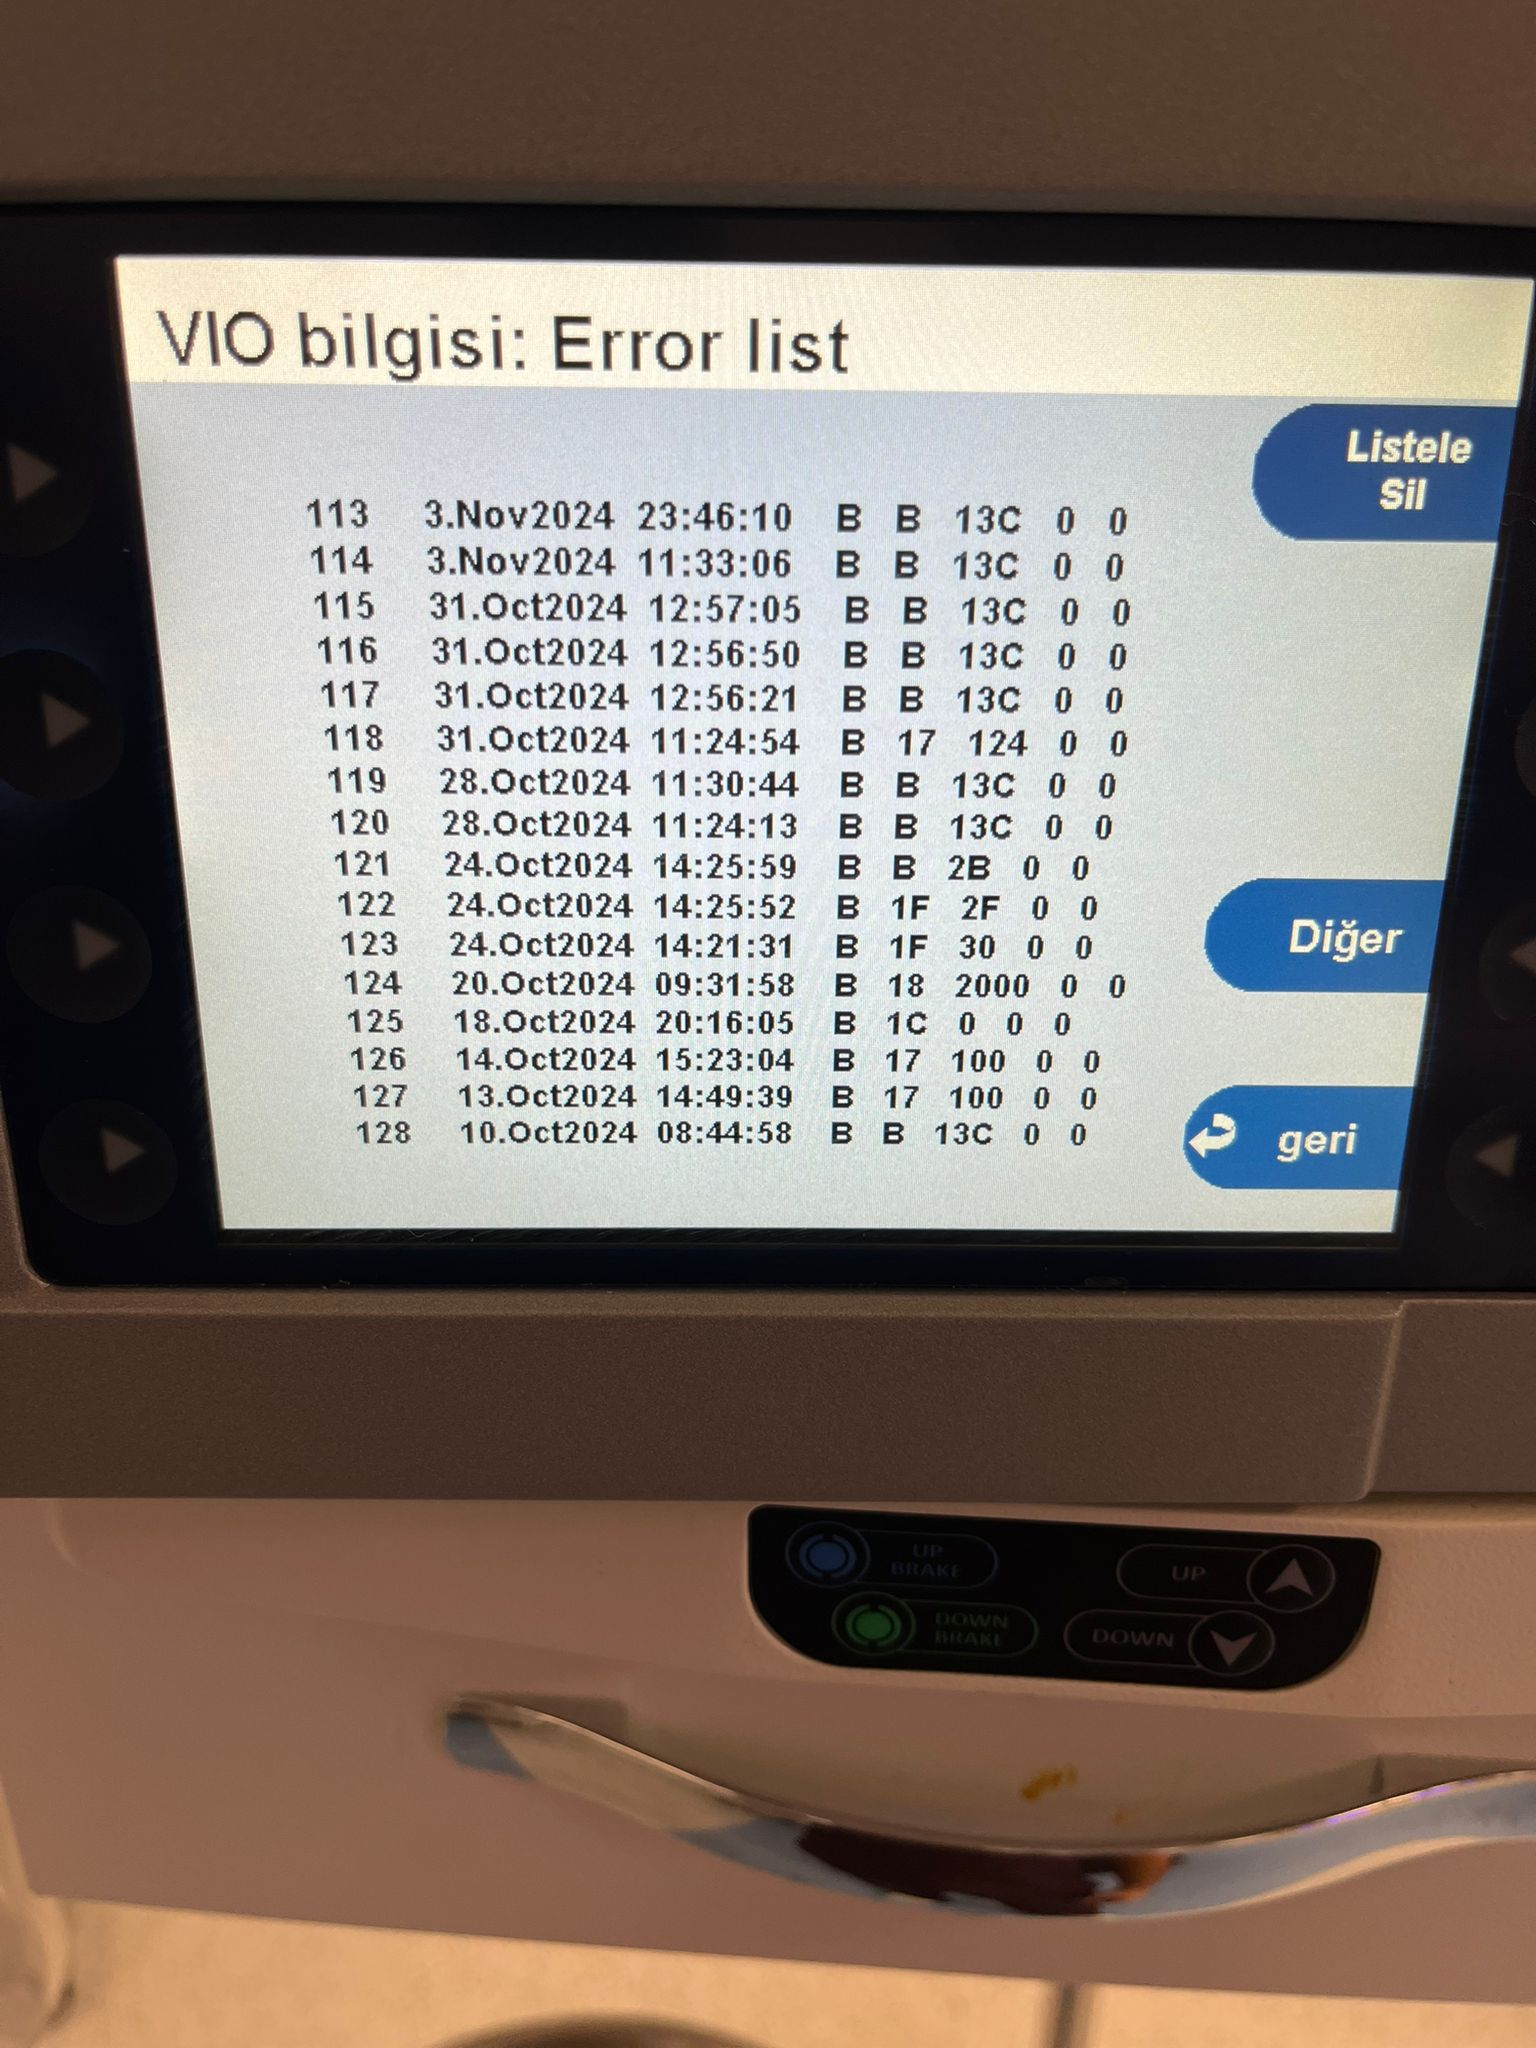 VIO bilgisi: Error list
Listele
Sil
113 3.Nov2024 23:46:10 B B 13C 0 0
114 3.Nov2024 11:33:06 B B 13C 0 0
115 31.Oct2024 12:57:05 B B 13C 0 0
116 31.Oct2024 12:56:50 B B 13C 0 0
117 31.Oct2024 12:56:21 B B 13C 0 0
118 31.Oct2024 11:24:54 B 17 124 0 0
119 28.Oct2024 11:30:44 B B 13C 0 0
120 28.Oct2024 11:24:13 B B 13C 0 0
121 24.Oct2024 14:25:59 B B 2B 0 0
122 24.Oct2024 14:25:52 B 1F 2F 0 0
123 24.Oct2024 14:21:31 B 1F 30 0 0
124 20.Oct2024 09:31:58 B 18 2000 0 0
125 18.Oct2024 20:16:05 B 1C 0 0 0
126 14.Oct2024 15:23:04 B 17 100 0 0
127 13.Oct2024 14:49:39 B 17 100 0 0
128 10.Oct2024 08:44:58 B B 13C 0 0
Diğer
geri
UP
BRAKE
UP
DOWN
BRAKE
DOWN